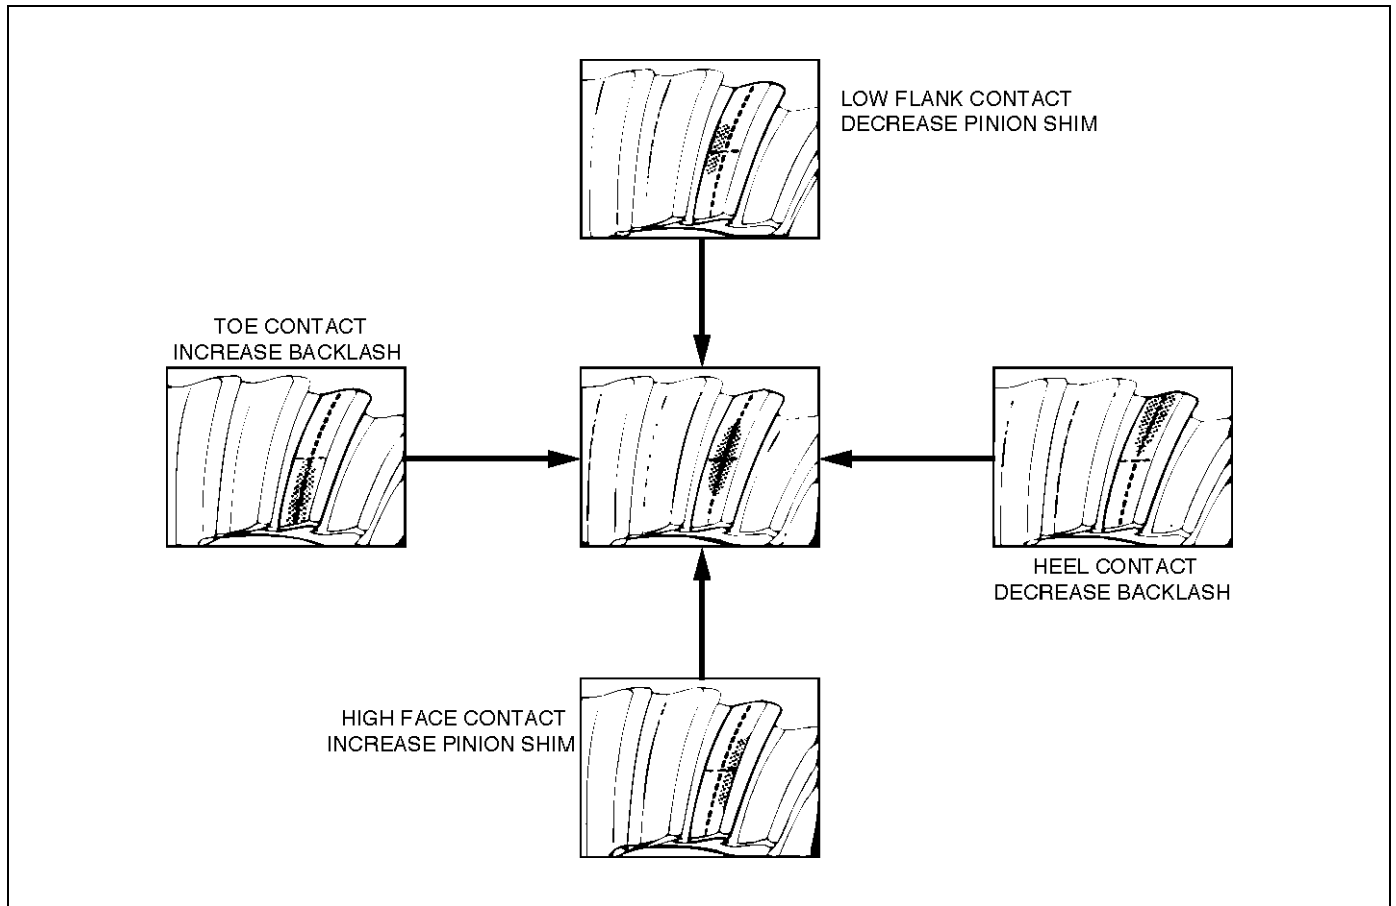 LOW FLANK CONTACT
DECREASE PINION SHIM
TOE CONTACT
INCREASE BACKLASH
HEEL CONTACT
DECREASE BACKLASH
HIGH FACE CONTACT
INCREASE PINION SHIM